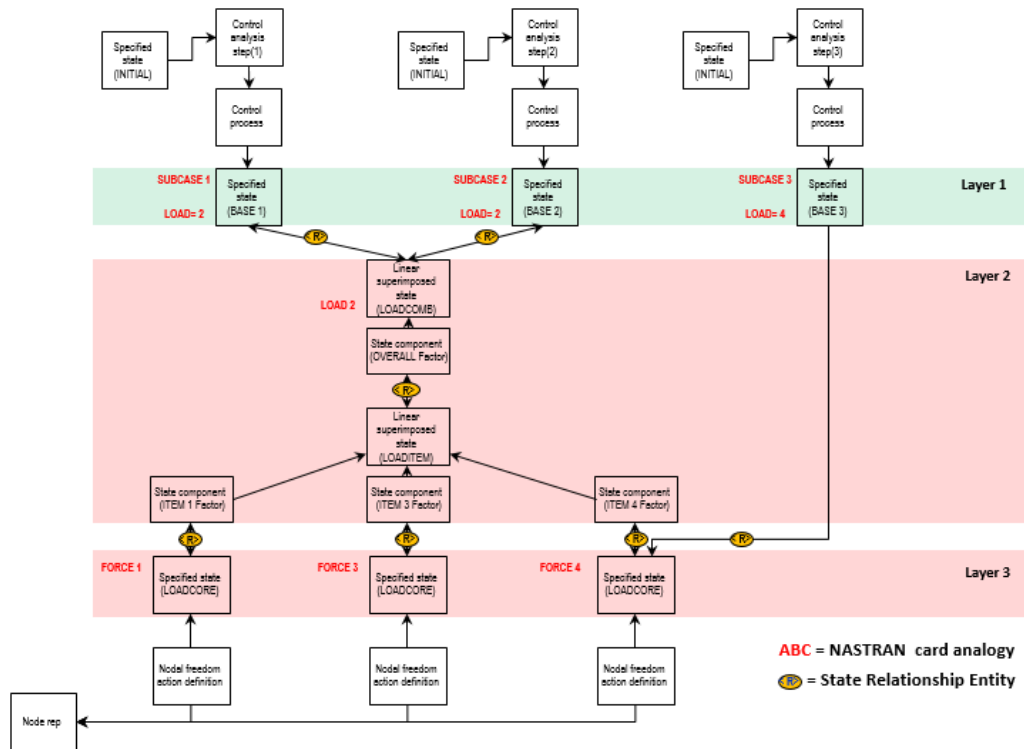 Specified
state
(INITIAL)
Control
analysis
step(1)
Specified
state
(INITIAL)
Control
analysis
step(2)
Specified
state
(INITIAL)
Control
analysis
step(3)
Control
process
Control
process
Control
process
SUBCASE 1
LOAD= 2
Specified
state
(BASE 1)
SUBCASE 2
LOAD= 2
Specified
state
(BASE 2)
SUBCASE 3
LOAD= 4
Specified
state
(BASE 3)
Layer 1
<R>
<R>
Layer 2
LOAD 2
Linear
superimposed
state
(LOADCOMB)
State component
(OVERALL Factor)
<R>
Linear
superimposed
state
(LOADITEM)
State component
(ITEM 1 Factor)
State component
(ITEM 3 Factor)
State component
(ITEM 4 Factor)
<R>
<R>
<R>
<R>
FORCE 1
Specified state
(LOADCORE)
FORCE 3
Specified state
(LOADCORE)
FORCE 4
Specified state
(LOADCORE)
Layer 3
Nodal freedom
action definition
Nodal freedom
action definition
Nodal freedom
action definition
ABC = NASTRAN card analogy
<R> = State Relationship Entity
Node rep